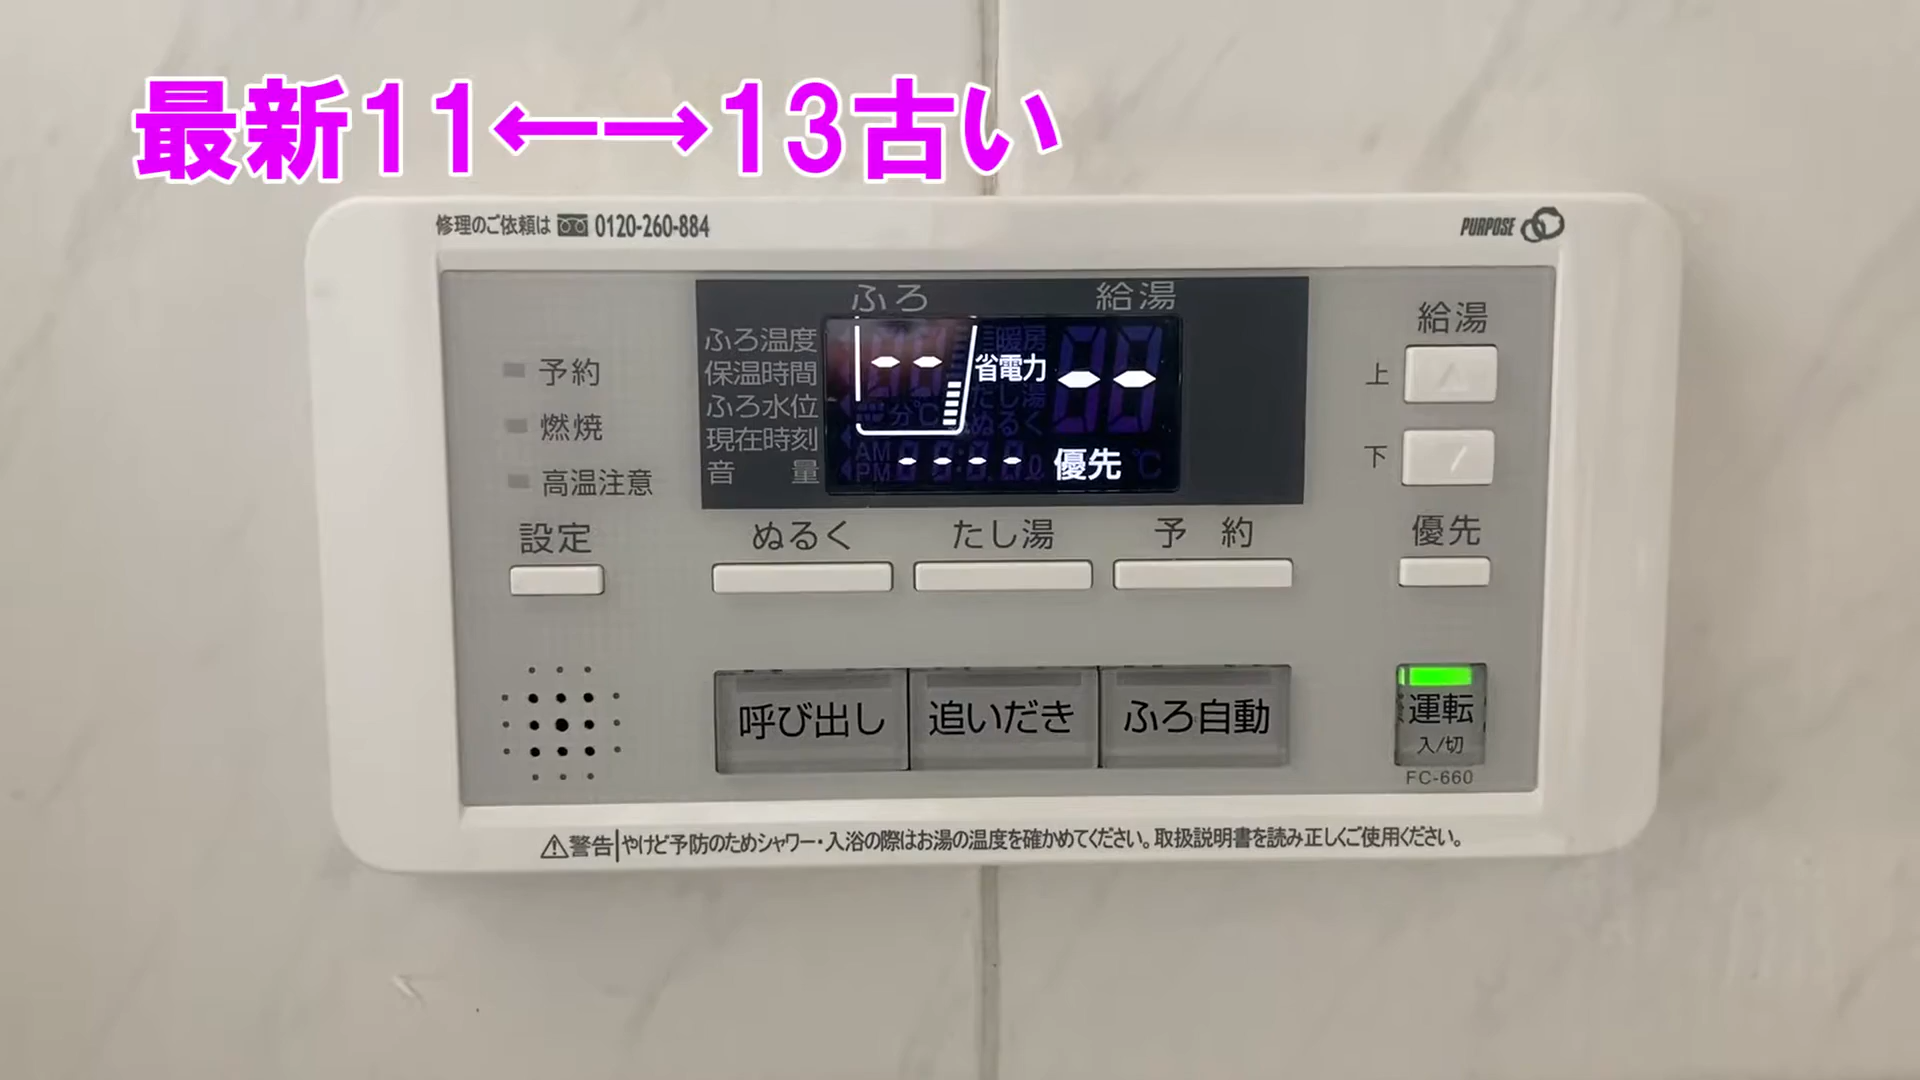 最新11←→13古い
修理のご依頼は 0120-260-884
PURPOSE
ふろ 給湯
ふろ温度
保温時間
ふろ水位
現在時刻
音 量
-- 省電力 --
---- 優先
予約
燃焼
高温注意
設定
ぬるく たし湯 予 約
給湯
上
下
優先
呼び出し 追いだき ふろ自動
運転
入/切
FC-660
⚠警告 やけど予防のためシャワー・入浴の際はお湯の温度を確かめてください。取扱説明書を読み正しくご使用ください。